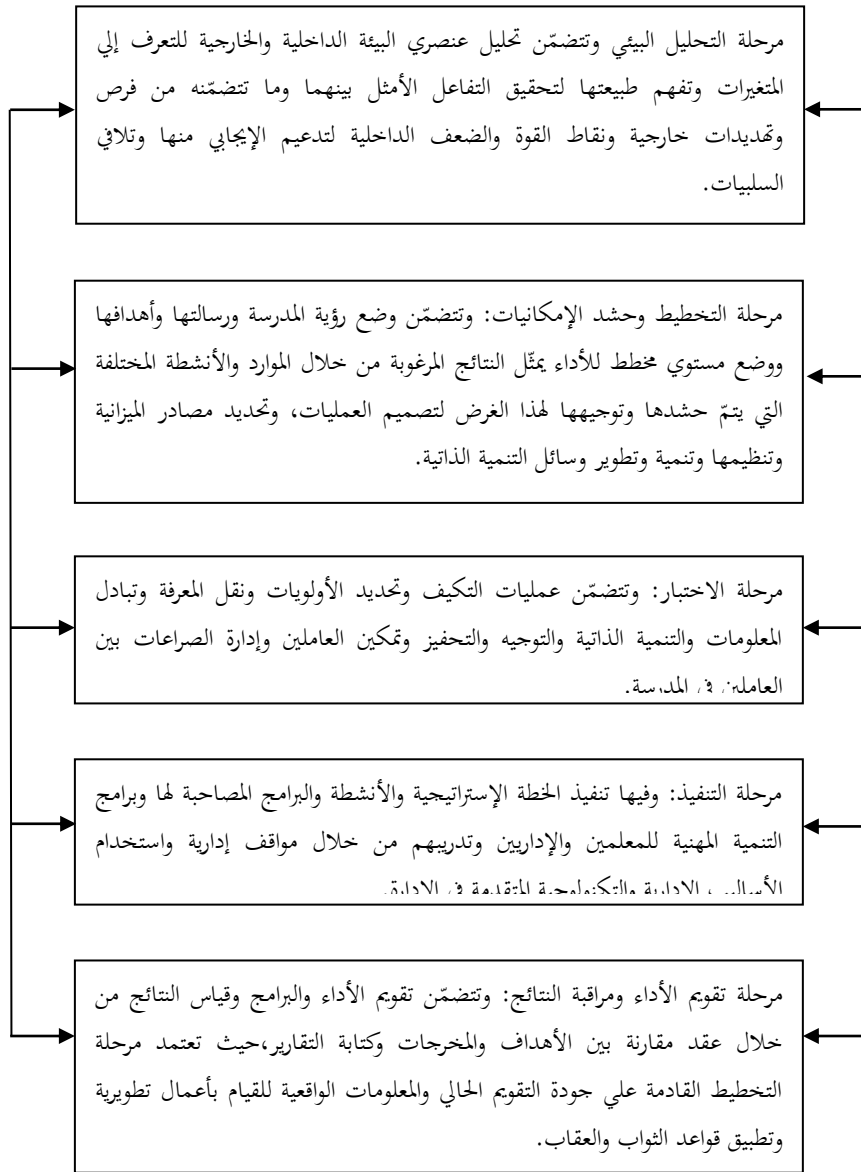 مرحلة التحليل البيئي وتتضمّن تحليل عنصري البيئة الداخلية والخارجية للتعرف إلي
المتغيرات وتفهم طبيعتها لتحقيق التفاعل الأمثل بينهما وما تتضمّنه من فرص
وتهديدات خارجية ونقاط القوة والضعف الداخلية لتدعيم الإيجابي منها وتلافي
السلبيات.
مرحلة التخطيط وحشد الإمكانيات: وتتضمّن وضع رؤية المدرسة ورسالتها وأهدافها
ووضع مستوي مخطط للأداء يمثّل النتائج المرغوبة من خلال الموارد والأنشطة المختلفة
التي يتمّ حشدها وتوجيهها لهذا الغرض لتصميم العمليات، وتحديد مصادر الميزانية
وتنظيمها وتنمية وتطوير وسائل التنمية الذاتية.
مرحلة الاختبار: وتتضمّن عمليات التكيف وتحديد الأولويات ونقل المعرفة وتبادل
المعلومات والتنمية الذاتية والتوجيه والتحفيز وتمكين العاملين وإدارة الصراعات بين
العاملين في المدرسة.
مرحلة التنفيذ: وفيها تنفيذ الخطة الإستراتيجية والأنشطة والبرامج المصاحبة لها وبرامج
التنمية المهنية للمعلمين والإداريين وتدريبهم من خلال مواقف إدارية واستخدام
الأساليب الإدارية والتكنولوجية المتقدمة في الإدارة.
مرحلة تقويم الأداء ومراقبة النتائج: وتتضمّن تقويم الأداء والبرامج وقياس النتائج من
خلال عقد مقارنة بين الأهداف والمخرجات وكتابة التقارير،حيث تعتمد مرحلة
التخطيط القادمة علي جودة التقويم الحالي والمعلومات الواقعية للقيام بأعمال تطويرية
وتطبيق قواعد الثواب والعقاب.